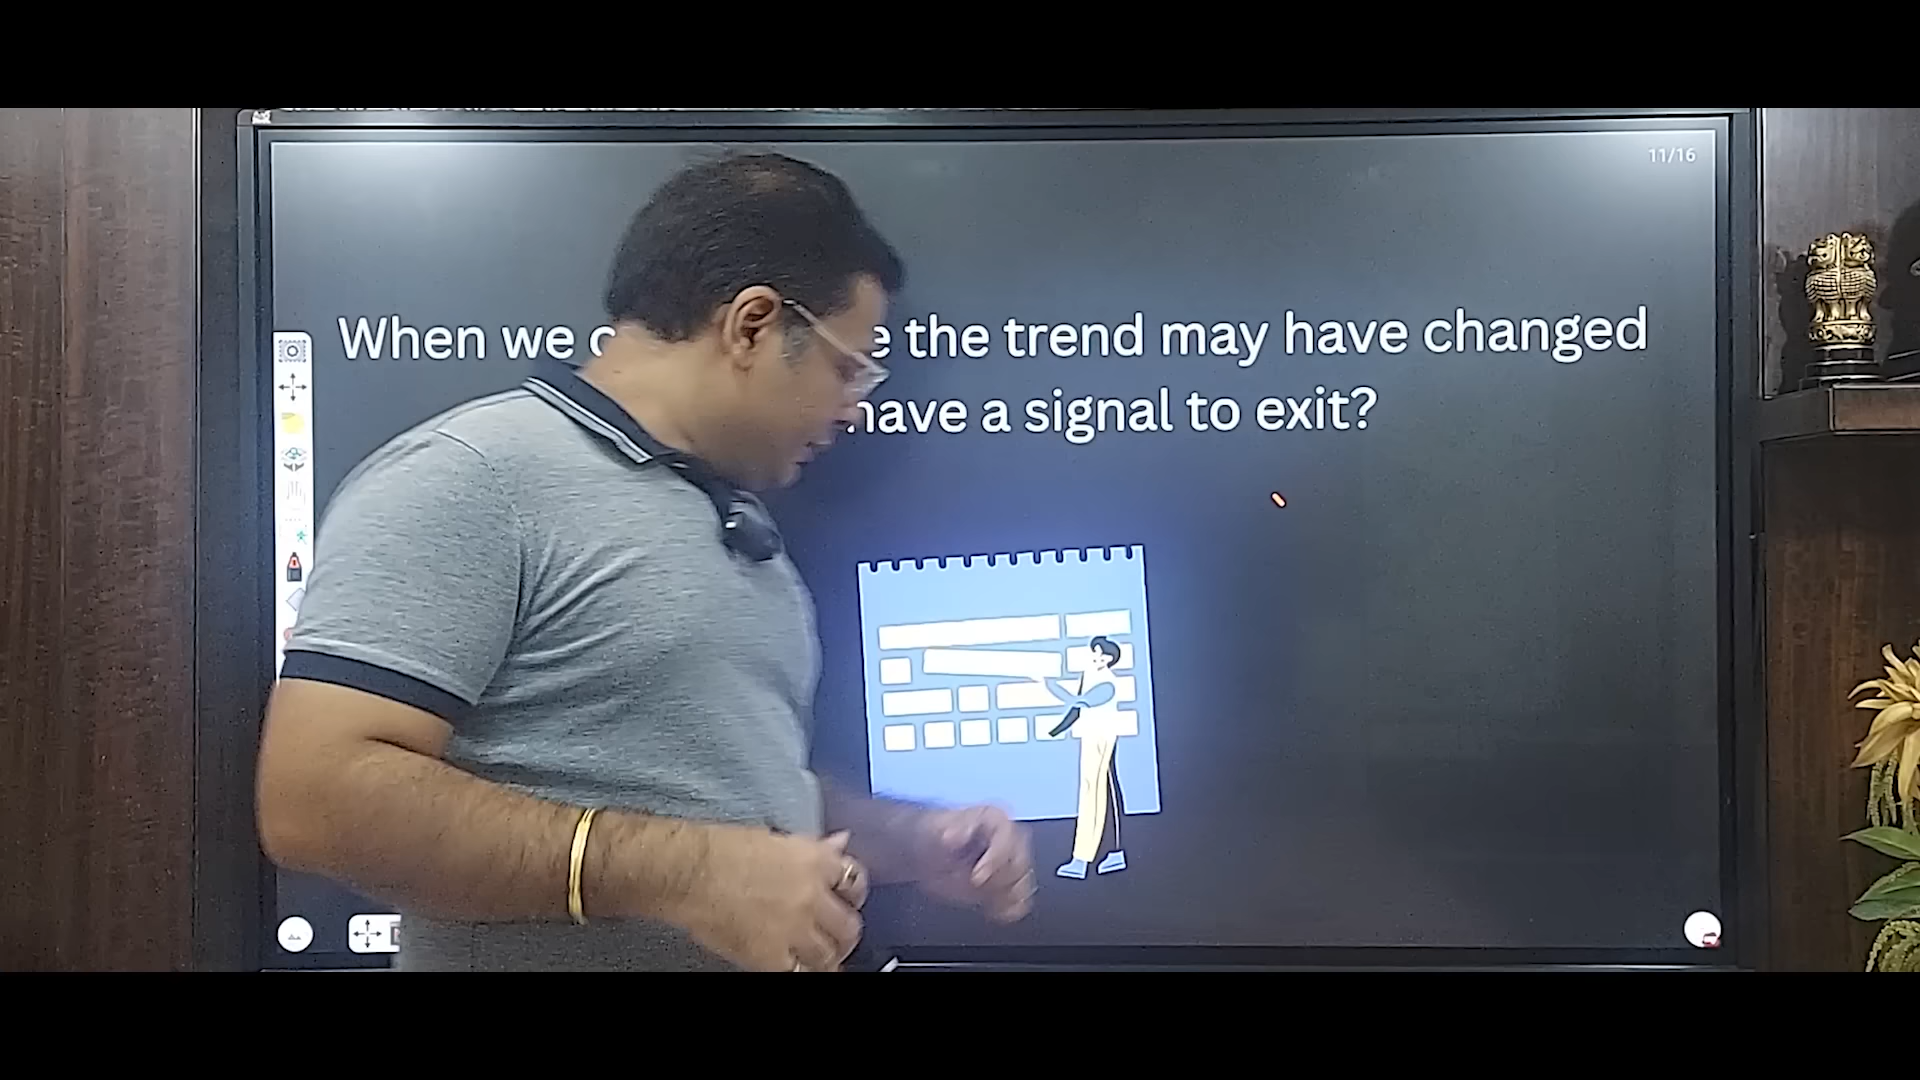 11/16
When we the trend may have changed
have a signal to exit?